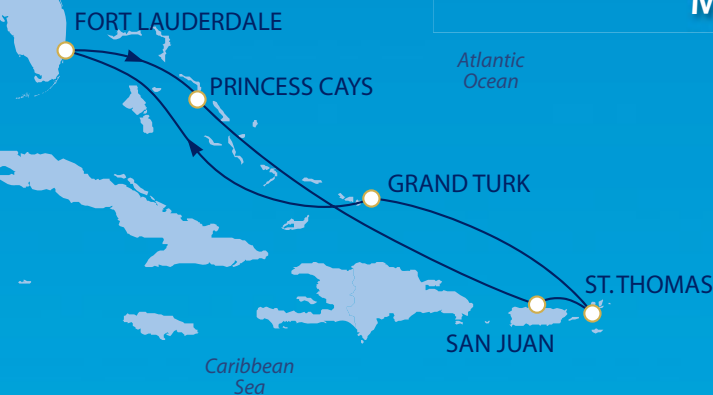 M
FORT LAUDERDALE
Atlantic
Ocean
PRINCESS CAYS
GRAND TURK
ST. THOMAS
SAN JUAN
Caribbean
Sea